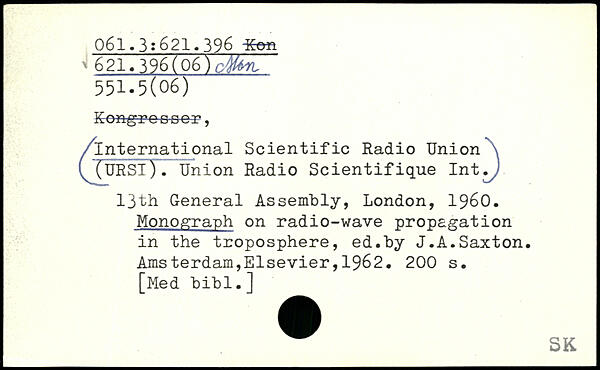 061.3:621.396 Kon
621.396(06) Mon
551.5(06)
Kongresser,
International Scientific Radio Union
(URSI). Union Radio Scientifique Int.
13th General Assembly, London, 1960.
Monograph on radio-wave propagation
in the troposphere, ed.by J.A.Saxton.
Amsterdam,Elsevier,1962. 200 s.
[Med bibl.]
SK